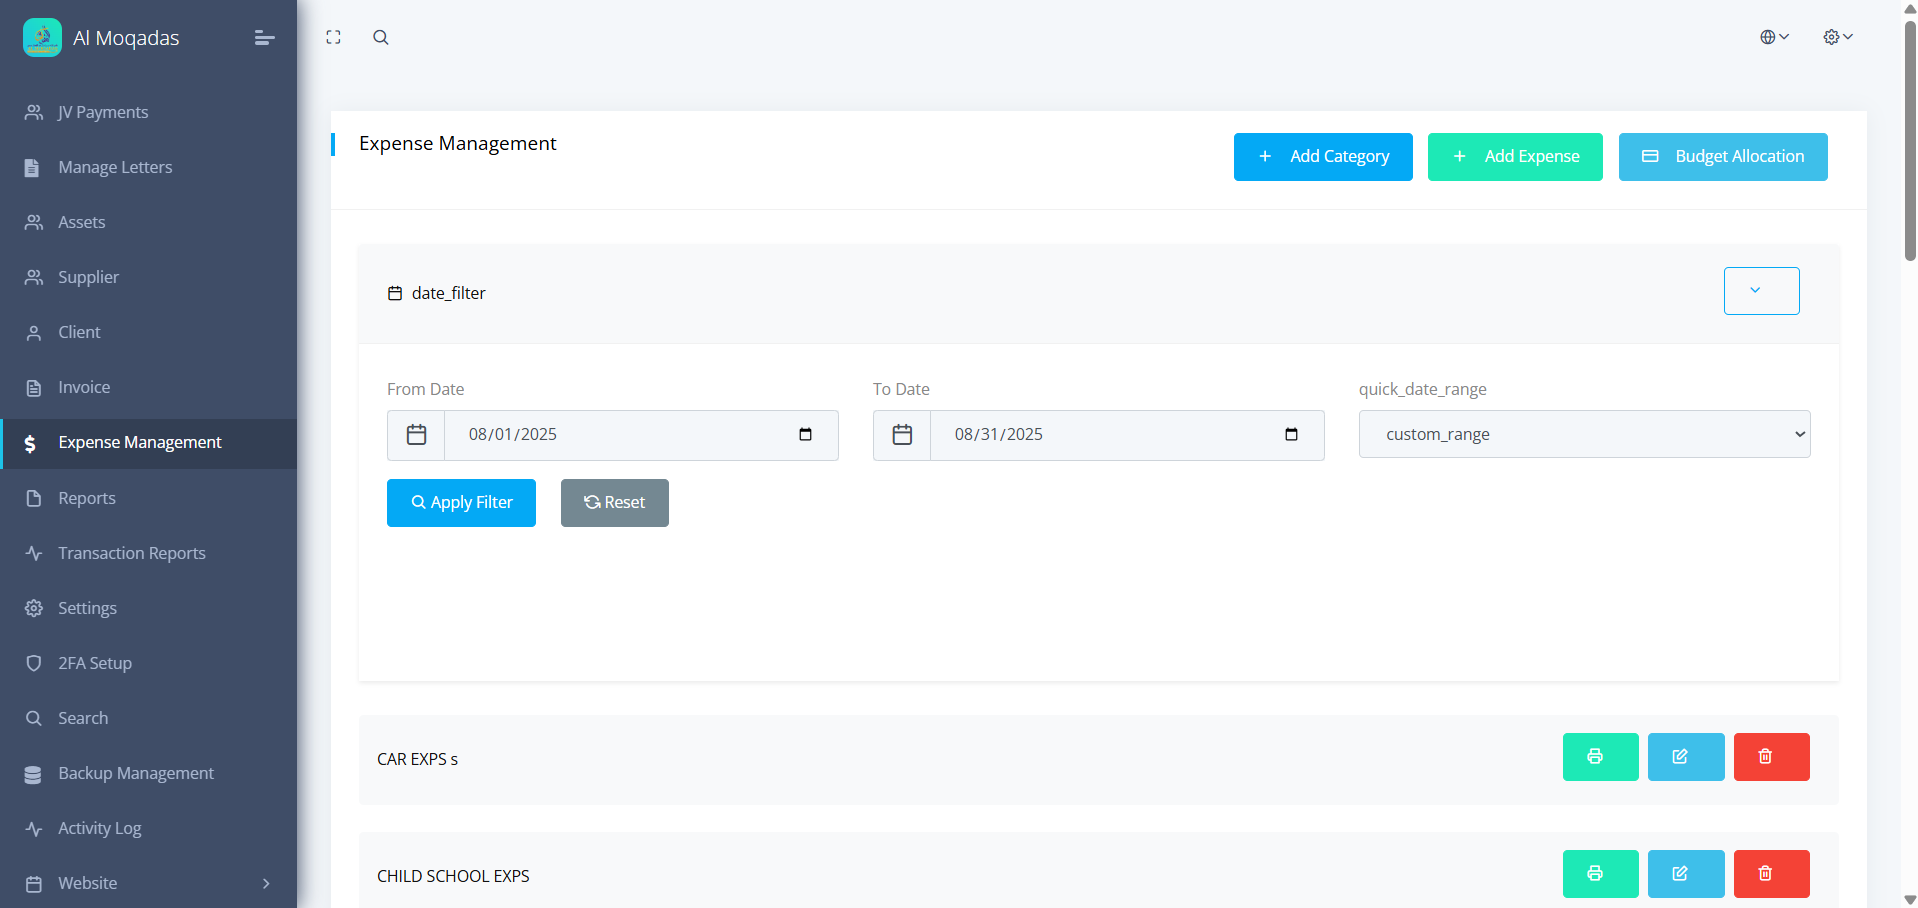 Al Moqadas
JV Payments
Manage Letters
Assets
Supplier
Client
Invoice
Expense Management
Reports
Transaction Reports
Settings
2FA Setup
Search
Backup Management
Activity Log
Website
Expense Management
Add Category
Add Expense
Budget Allocation
date_filter
From Date
08/01/2025
To Date
08/31/2025
quick_date_range
custom_range
Apply Filter
Reset
CAR EXPS s
CHILD SCHOOL EXPS